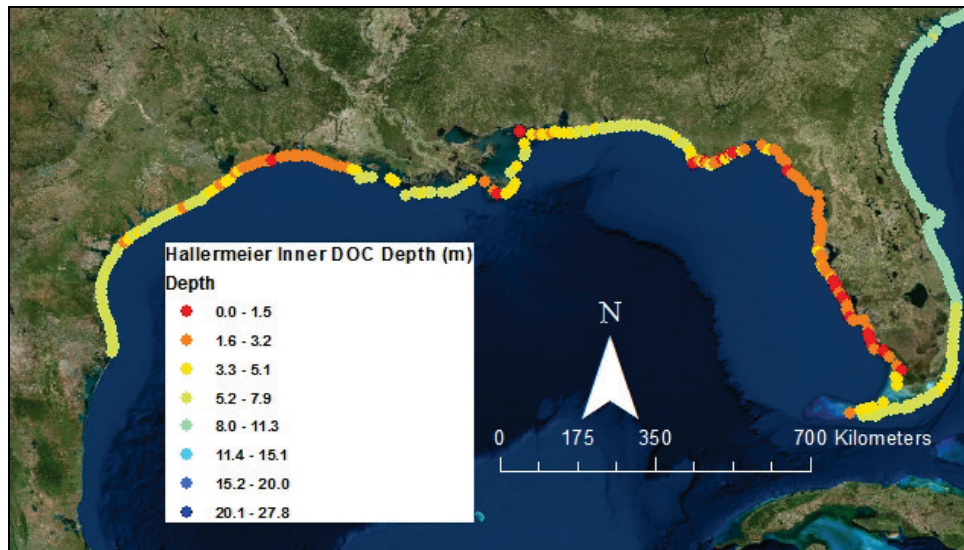 Hallermeier Inner DOC Depth (m)
Depth
0.0 - 1.5
1.6 - 3.2
3.3 - 5.1
5.2 - 7.9
8.0 - 11.3
11.4 - 15.1
15.2 - 20.0
20.1 - 27.8
N
0 175 350 700 Kilometers